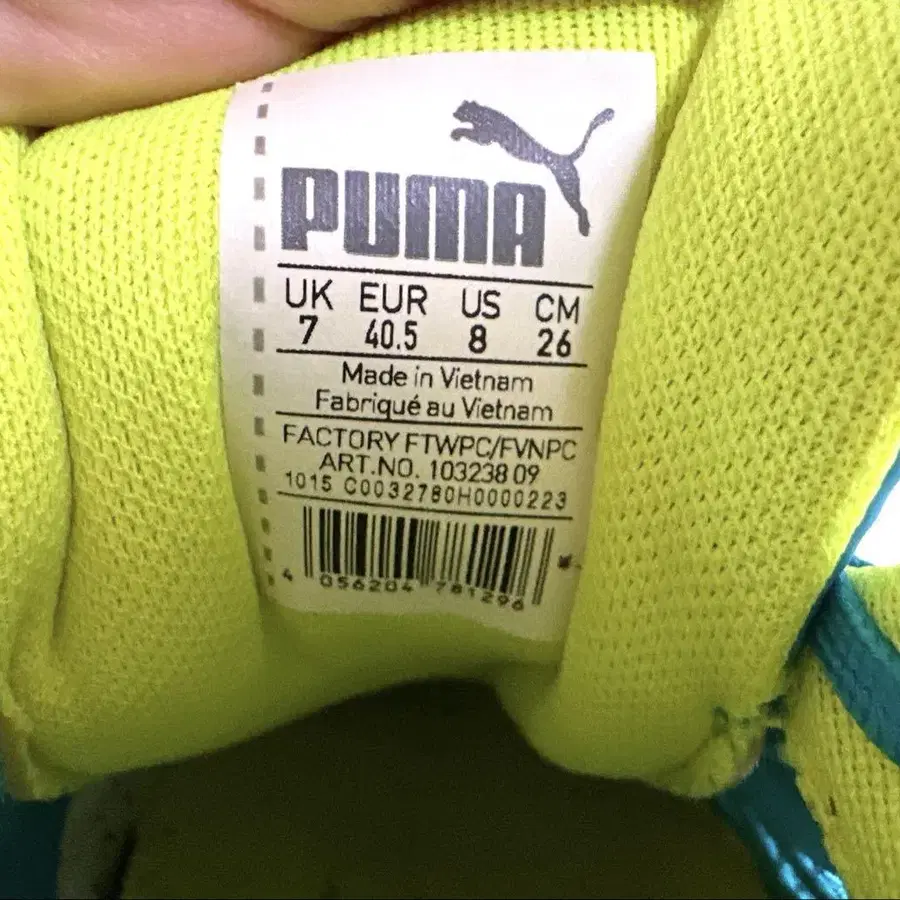 PUMA
UK EUR US CM
7 40.5 8 26
Made in Vietnam
Fabriqué au Vietnam
FACTORY FTWPC/FVNPC
ART.NO. 103238 09
1015 C0032780H0000223
4 056204 781296